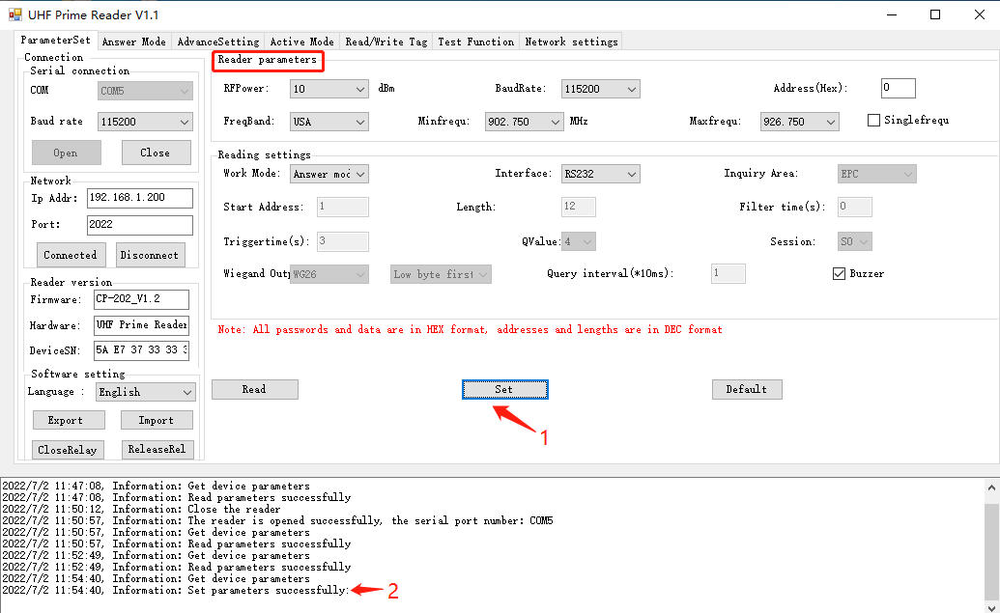 UHF Prime Reader V1.1
ParameterSet Answer Mode AdvanceSetting Active Mode Read/Write Tag Test Function Network settings
Connection
Serial connection
COM COM5
Baud rate 115200
Open Close
Network
Ip Addr: 192.168.1.200
Port: 2022
Connected Disconnect
Reader version
Firmware: CP-202_V1.2
Hardware: UHF Prime Reader
DeviceSN: 5A E7 37 33 33 3
Software setting
Language : English
Export Import
CloseRelay ReleaseRel
Reader parameters
RFPower: 10 dBm BaudRate: 115200 Address(Hex): 0
FreqBand: USA Minfrequ: 902.750 MHz Maxfrequ: 926.750 Singlefrequ
Reading settings
Work Mode: Answer mod Interface: RS232 Inquiry Area: EPC
Start Address: 1 Length: 12 Filter time(s): 0
Triggertime(s): 3 QValue: 4 Session: S0
Wiegand Outp WG26 Low byte first Query interval(*10ms): 1 Buzzer
Note: All passwords and data are in HEX format, addresses and lengths are in DEC format
Read Set Default
1
2022/7/2 11:47:08, Information: Get device parameters
2022/7/2 11:47:08, Information: Read parameters successfully
2022/7/2 11:50:12, Information: Close the reader
2022/7/2 11:50:57, Information: The reader is opened successfully, the serial port number: COM5
2022/7/2 11:50:57, Information: Get device parameters
2022/7/2 11:50:57, Information: Read parameters successfully
2022/7/2 11:52:49, Information: Get device parameters
2022/7/2 11:52:49, Information: Read parameters successfully
2022/7/2 11:54:40, Information: Get device parameters
2022/7/2 11:54:40, Information: Set parameters successfully: 2